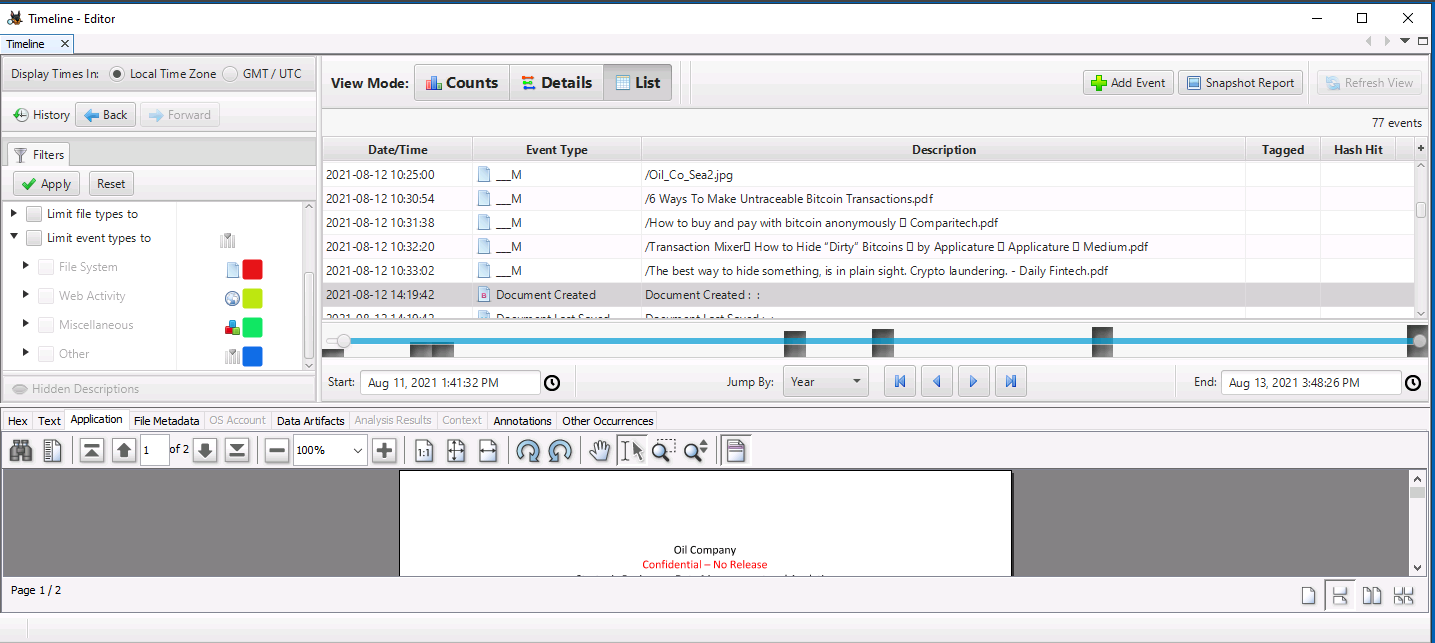 Timeline - Editor
Timeline
Display Times In: Local Time Zone GMT / UTC
View Mode: Counts Details List
Add Event Snapshot Report Refresh View
History Back Forward
77 events
Filters
Date/Time Event Type Description Tagged Hash Hit +
Apply Reset
2021-08-12 10:25:00 ___M /Oil_Co_Sea2.jpg
2021-08-12 10:30:54 ___M /6 Ways To Make Untraceable Bitcoin Transactions.pdf
2021-08-12 10:31:38 ___M /How to buy and pay with bitcoin anonymously ▯ Comparitech.pdf
2021-08-12 10:32:20 ___M /Transaction Mixer▯ How to Hide “Dirty” Bitcoins ▯ by Applicature ▯ Applicature ▯ Medium.pdf
2021-08-12 10:33:02 ___M /The best way to hide something, is in plain sight. Crypto laundering. - Daily Fintech.pdf
2021-08-12 14:19:42 Document Created Document Created : :
2021-08-12 14:19:43 Document Last Saved Document Last Saved : :
Limit file types to
Limit event types to
File System
Web Activity
Miscellaneous
Other
Hidden Descriptions
Start: Aug 11, 2021 1:41:32 PM Jump By: Year End: Aug 13, 2021 3:48:26 PM
Hex Text Application File Metadata OS Account Data Artifacts Analysis Results Context Annotations Other Occurrences
1 of 2 100% 1:1
Oil Company
Confidential – No Release
Page 1 / 2